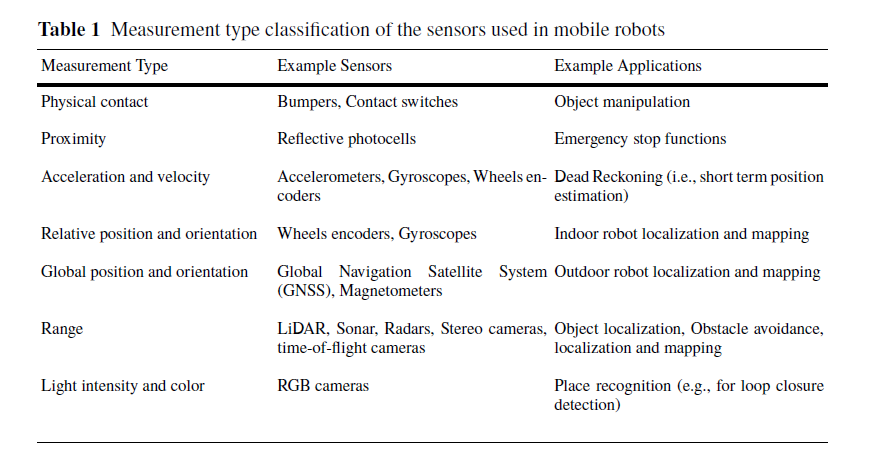 Table 1 Measurement type classification of the sensors used in mobile robots
Measurement Type Example Sensors Example Applications
Physical contact Bumpers, Contact switches Object manipulation
Proximity Reflective photocells Emergency stop functions
Acceleration and velocity Accelerometers, Gyroscopes, Wheels en- Dead Reckoning (i.e., short term position
coders estimation)
Relative position and orientation Wheels encoders, Gyroscopes Indoor robot localization and mapping
Global position and orientation Global Navigation Satellite System Outdoor robot localization and mapping
(GNSS), Magnetometers
Range LiDAR, Sonar, Radars, Stereo cameras, Object localization, Obstacle avoidance,
time-of-flight cameras localization and mapping
Light intensity and color RGB cameras Place recognition (e.g., for loop closure
detection)